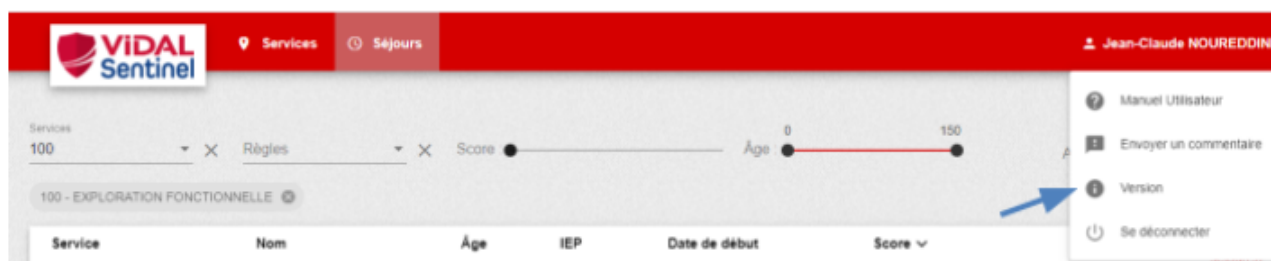 ViDAL
Sentinel
Services
Séjours
Jean-Claude NOUREDDIN
Manuel Utilisateur
Envoyer un commentaire
Version
Se déconnecter
Services
100
Règles
Score
Âge
0
150
A
100 - EXPLORATION FONCTIONNELLE
Service Nom Âge IEP Date de début Score